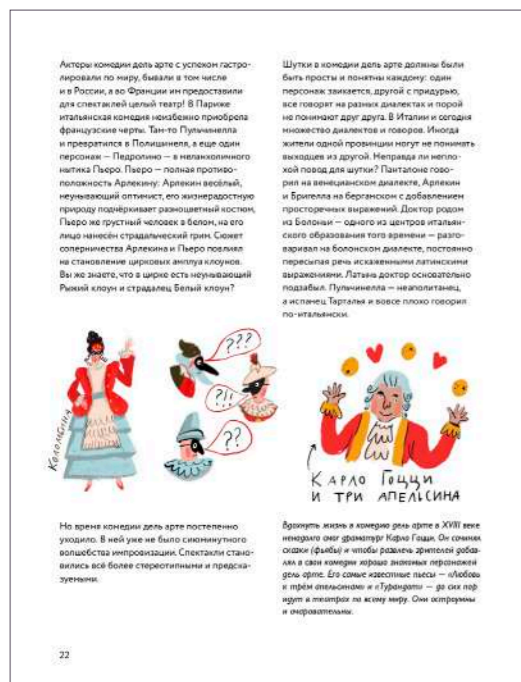 Актеры комедии дель арте с успехом гастро-
лировали по миру, бывали в том числе
и в России, а во Франции им предоставили
для спектаклей целый театр! В Париже
итальянская комедия неизбежно приобрела
французские черты. Там-то Пульчинелла
и превратился в Полишинеля, а еще один
персонаж — Педролино — в меланхоличного
нытика Пьеро. Пьеро — полная противо-
положность Арлекину: Арлекин весёлый,
неунывающий оптимист, его жизнерадостную
природу подчёркивает разношветный костюм,
Пьеро же грустный человек в белом, на его
лицо нанесён страдальческий грим. Сюжет
соперничества Арлекина и Пьеро повлиял
на становление цирковых амплуа клоунов.
Вы же знаете, что в цирке есть неунывающий
Рыжий клоун и страдалец Белый клоун?
Шутки в комедии дель арте должны были
быть просты и понятны каждому: один
персонаж заикается, другой с придурью,
все говорят на разных диалектах и порой
не понимают друг друга. В Италии и сегодня
множество диалектов и говоров. Иногда
жители одной провинции могут не понимать
выходцев из другой. Неправда ли непло-
хой повод для шутки? Панталоне гово-
рил на венецианском диалекте, Арлекин
и Бригелла на берганском с добавлением
просторечных выражений. Доктор родом
из Болоньи — одного из центров итальян-
ского образования того времени — раз-
говаривал на болонском диалекте, постоянно
пересыпая речь искаженными латинскими
выражениями. Латынь доктор основательно
подзабыл. Пульчинелла — неаполитанец,
а испанец Тарталья и вовсе плохо говорил
по-итальянски.
КОЛОМБИНА
???
?!!
??
КАРЛО ГОЦЦИ
И ТРИ АПЕЛЬСИНА
Но время комедии дель арте постепенно
уходило. В ней уже не было сиюминутного
волшебства импровизации. Спектакли стано-
вились всё более стереотипными и предска-
зуемыми.
Вдохнуть жизнь в комедию дель арте в XVIII веке
ненадолго смог драматург Карло Гоцци. Он сочинял
сказки (фьябы) и чтобы развлечь зрителей добав-
лял в свои комедии хорошо знакомых персонажей
дель арте. Его самые известные пьесы — «Любовь
к трём апельсинам» и «Турандот» — до сих пор
идут в театрах по всему миру. Они остроумны
и очаровательны.
22